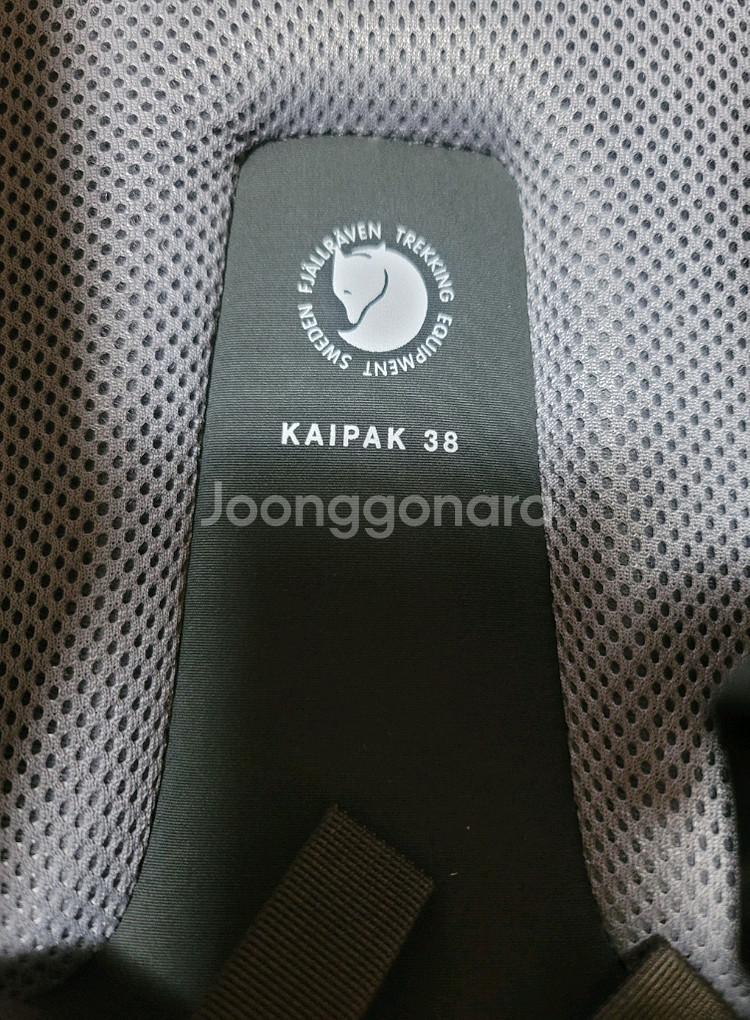 FJÄLLRÄVEN TREKKING EQUIPMENT SWEDEN
KAIPAK 38
Joonggonara